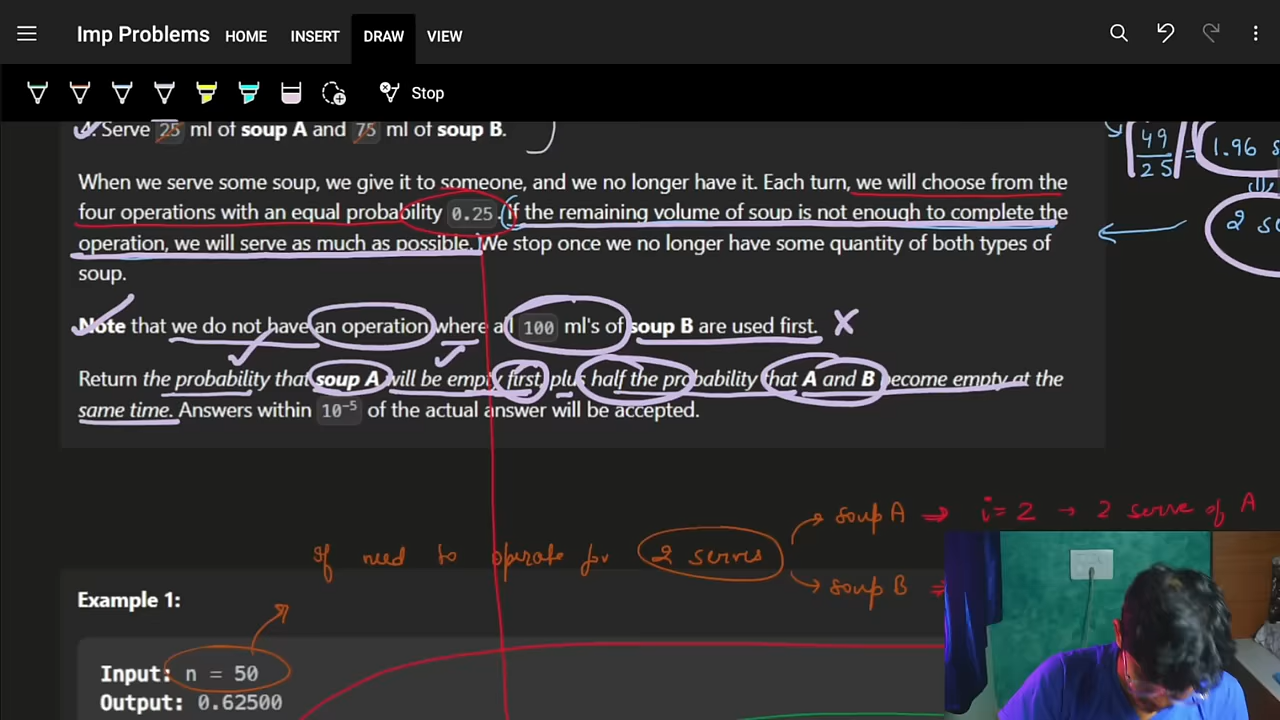 Imp Problems HOME INSERT DRAW VIEW
Stop
4. Serve 25 ml of soup A and 75 ml of soup B.
49
25
= 1.96 s
When we serve some soup, we give it to someone, and we no longer have it. Each turn, we will choose from the
four operations with an equal probability 0.25. If the remaining volume of soup is not enough to complete the
operation, we will serve as much as possible. We stop once we no longer have some quantity of both types of
soup.
Note that we do not have an operation where all 100 ml's of soup B are used first. X
Return the probability that soup A will be empty first, plus half the probability that A and B become empty at the
same time. Answers within 10⁻⁵ of the actual answer will be accepted.
soup A ⇒ i=2 → 2 serve of A
If need to operate for 2 serves
soup B ⇒
Example 1:
Input: n = 50
Output: 0.62500